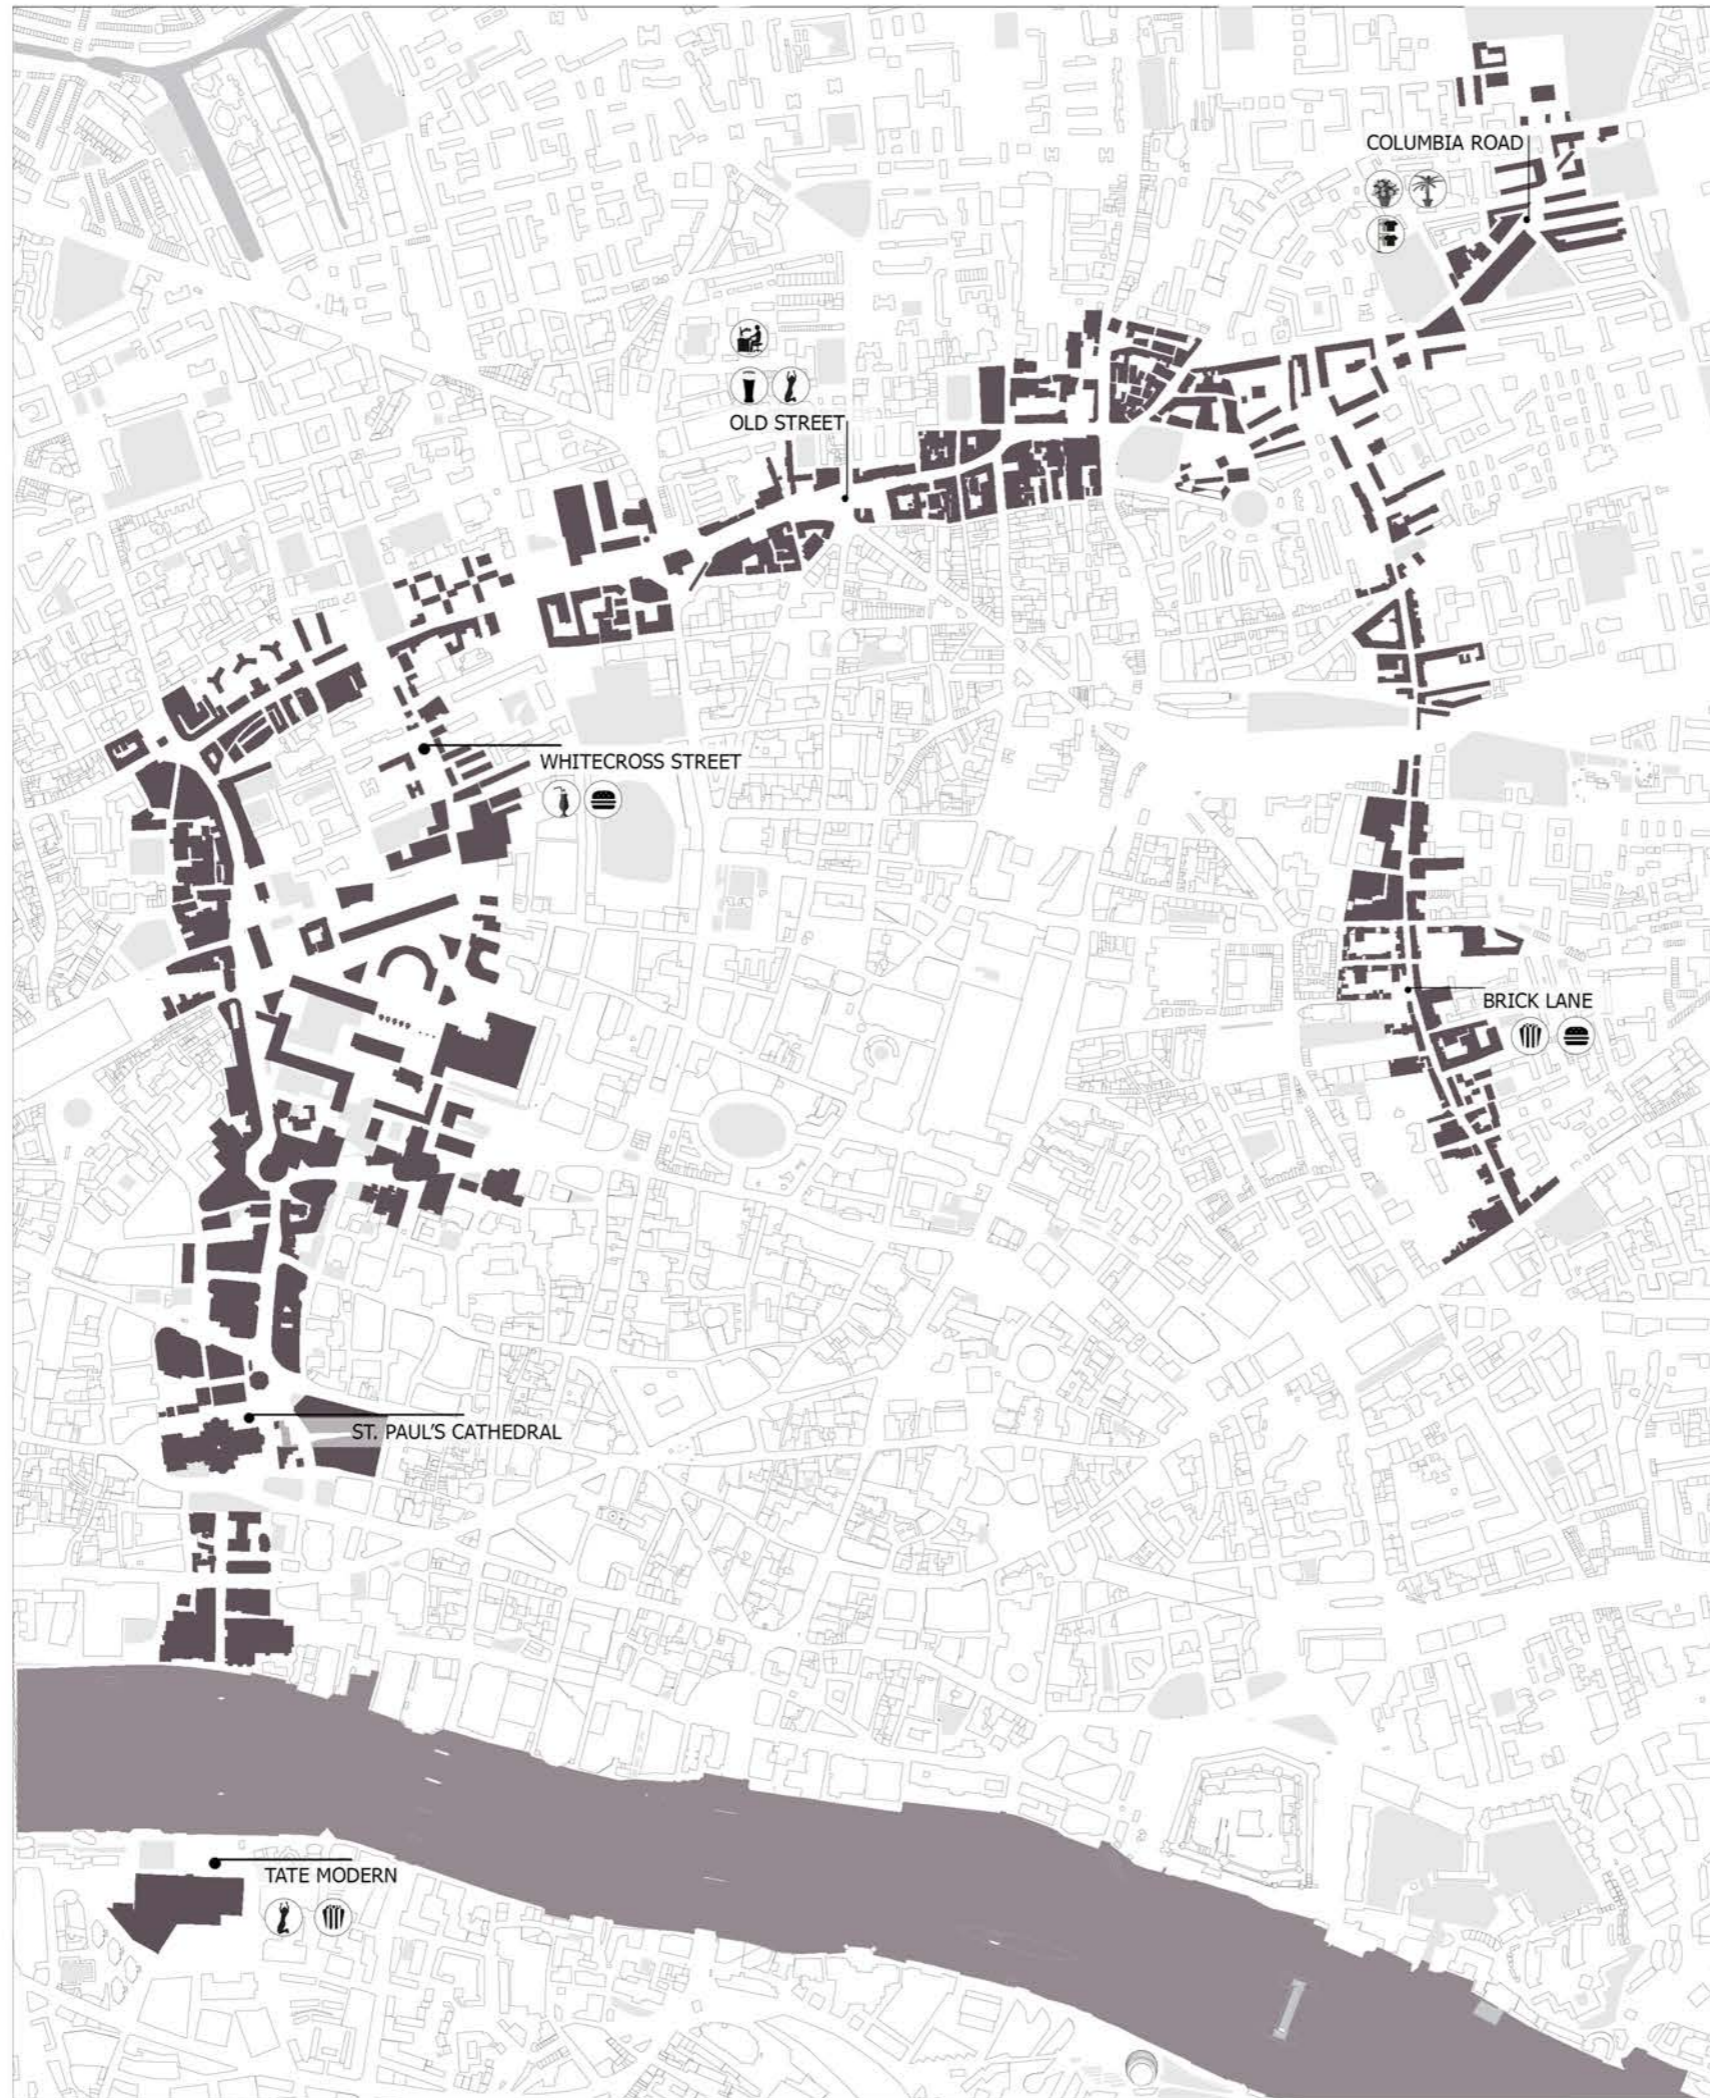 COLUMBIA ROAD
OLD STREET
WHITECROSS STREET
BRICK LANE
ST. PAUL'S CATHEDRAL
TATE MODERN